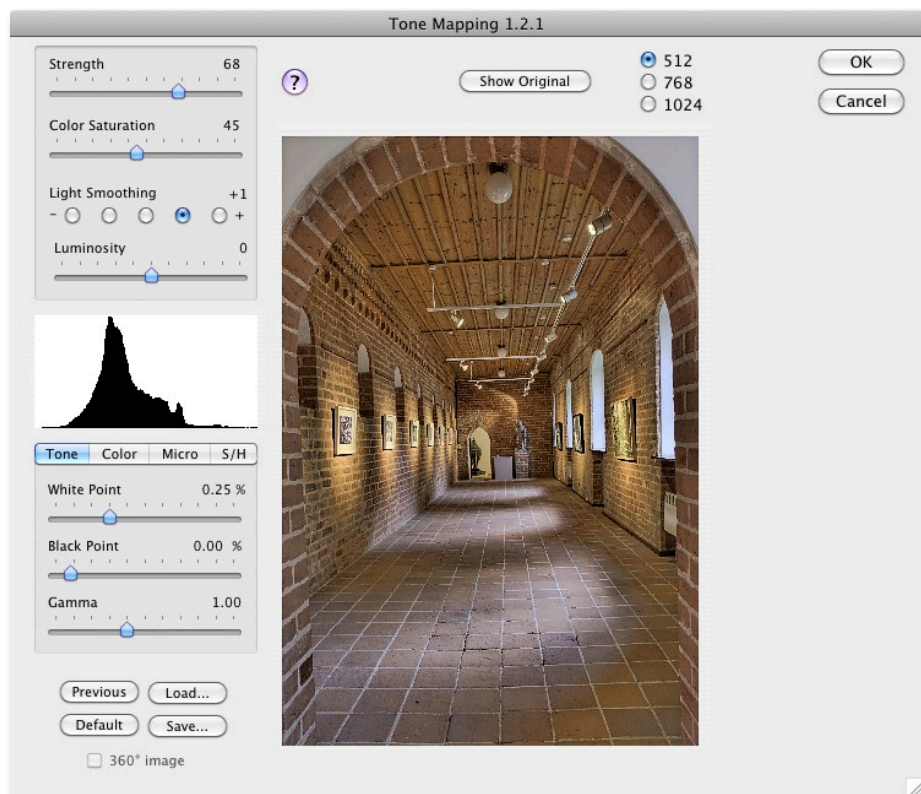 Tone Mapping 1.2.1
Strength 68
Color Saturation 45
Light Smoothing +1
- +
Luminosity 0
Tone Color Micro S/H
White Point 0.25 %
Black Point 0.00 %
Gamma 1.00
Previous Load...
Default Save...
360° image
?
Show Original
512
768
1024
OK
Cancel